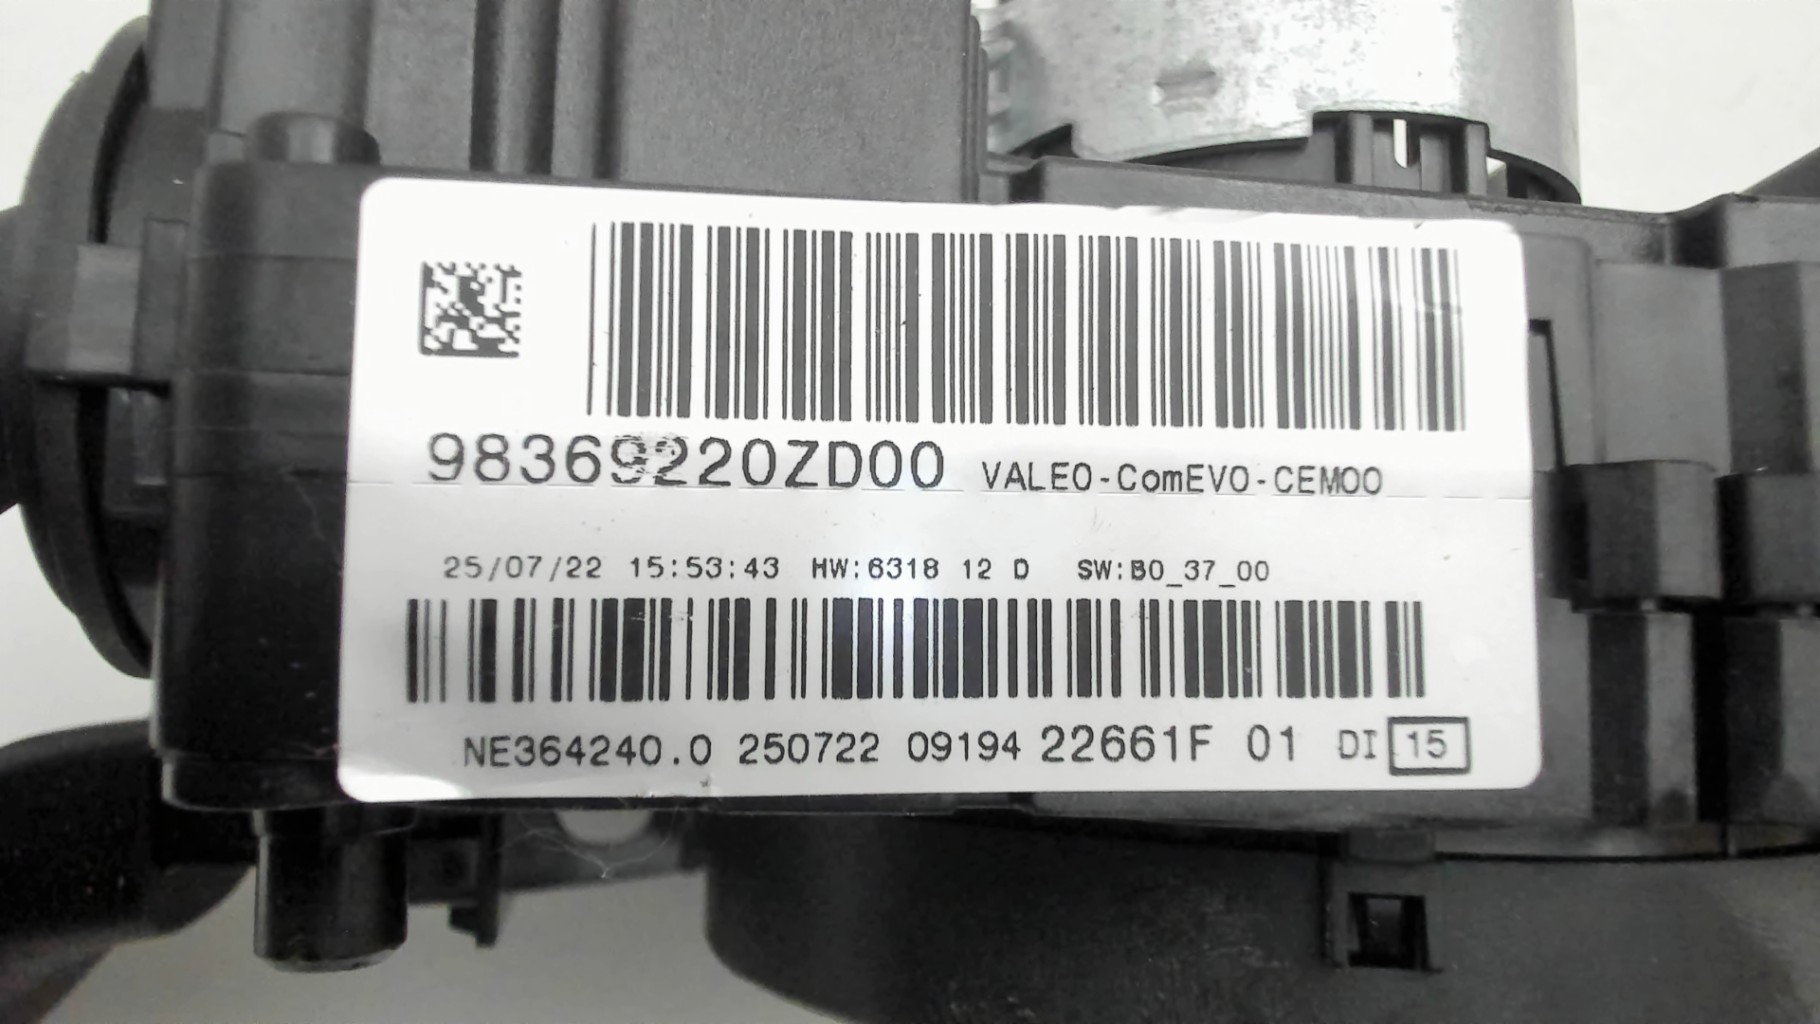 98369220ZD00 VALEO-ComEVO-CEM00
25/07/22 15:53:43 HW:6318 12 D SW:B0_37_00
NE364240.0 250722 09194 22661F 01 DI 15